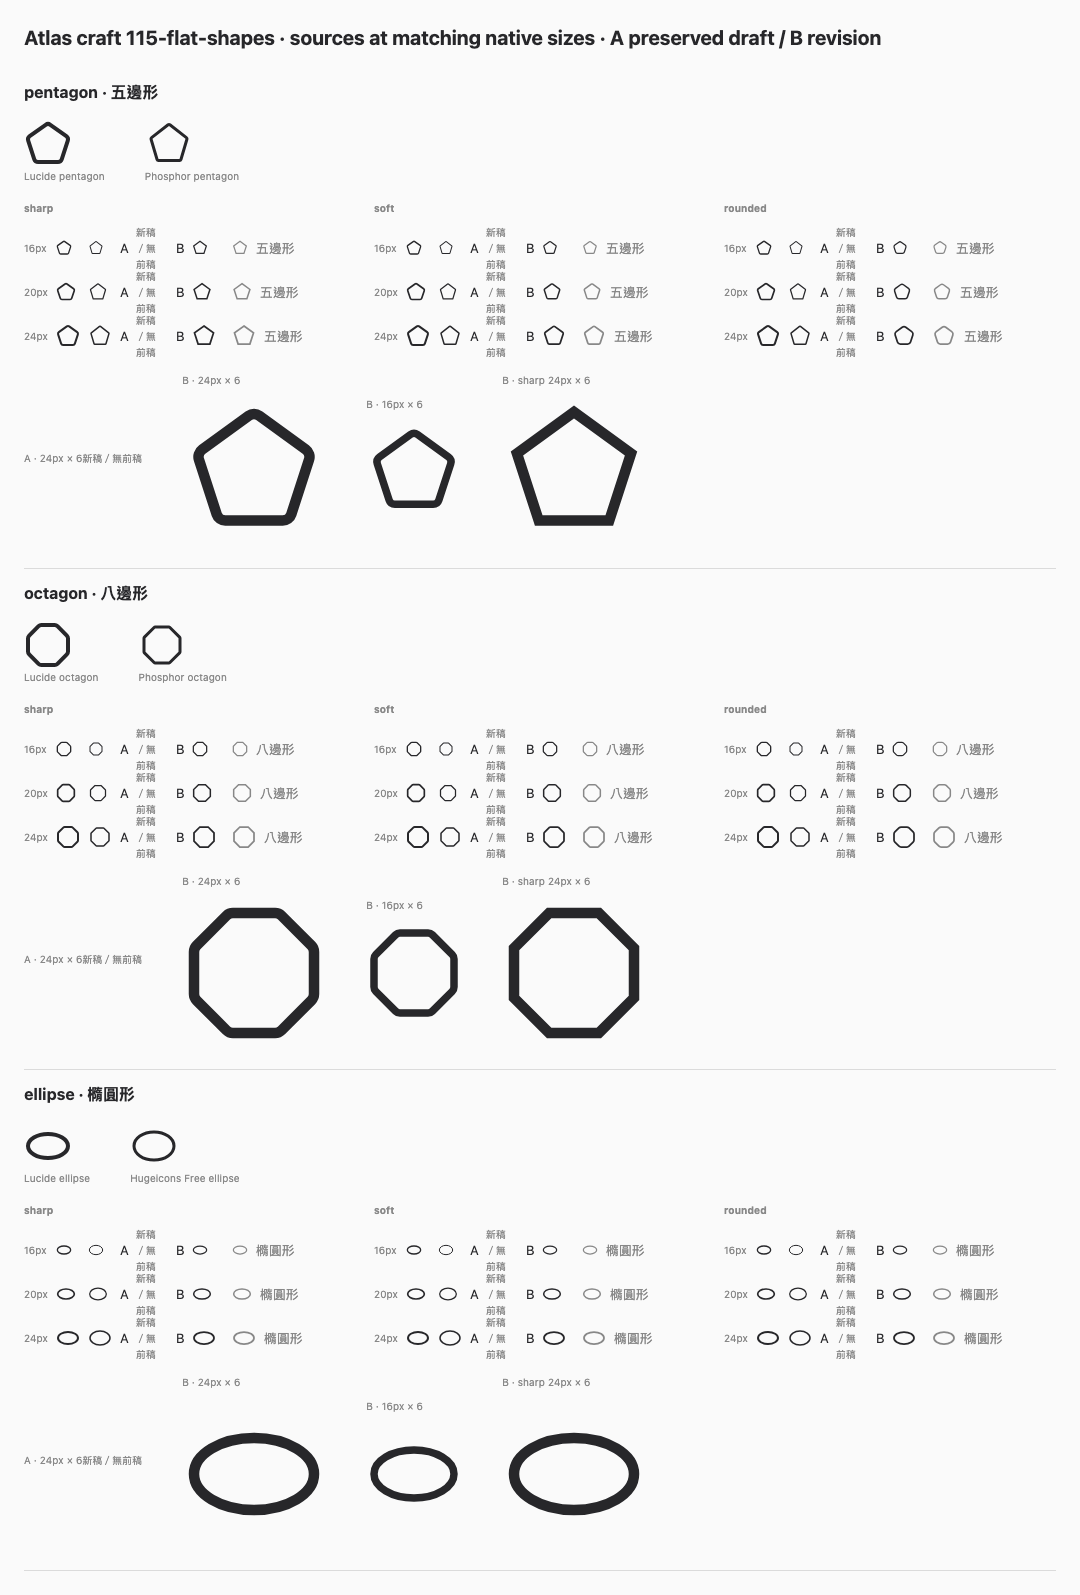 Atlas craft 115-flat-shapes · sources at matching native sizes · A preserved draft / B revision
pentagon · 五邊形
Lucide pentagon
Phosphor pentagon
sharp
soft
rounded
16px A 新稿 / 無前稿 B 五邊形
16px A 新稿 / 無前稿 B 五邊形
16px A 新稿 / 無前稿 B 五邊形
20px A 新稿 / 無前稿 B 五邊形
20px A 新稿 / 無前稿 B 五邊形
20px A 新稿 / 無前稿 B 五邊形
24px A 新稿 / 無前稿 B 五邊形
24px A 新稿 / 無前稿 B 五邊形
24px A 新稿 / 無前稿 B 五邊形
B · 24px × 6
B · sharp 24px × 6
B · 16px × 6
A · 24px × 6新稿 / 無前稿
octagon · 八邊形
Lucide octagon
Phosphor octagon
sharp
soft
rounded
16px A 新稿 / 無前稿 B 八邊形
16px A 新稿 / 無前稿 B 八邊形
16px A 新稿 / 無前稿 B 八邊形
20px A 新稿 / 無前稿 B 八邊形
20px A 新稿 / 無前稿 B 八邊形
20px A 新稿 / 無前稿 B 八邊形
24px A 新稿 / 無前稿 B 八邊形
24px A 新稿 / 無前稿 B 八邊形
24px A 新稿 / 無前稿 B 八邊形
B · 24px × 6
B · sharp 24px × 6
B · 16px × 6
A · 24px × 6新稿 / 無前稿
ellipse · 橢圓形
Lucide ellipse
Hugeicons Free ellipse
sharp
soft
rounded
16px A 新稿 / 無前稿 B 橢圓形
16px A 新稿 / 無前稿 B 橢圓形
16px A 新稿 / 無前稿 B 橢圓形
20px A 新稿 / 無前稿 B 橢圓形
20px A 新稿 / 無前稿 B 橢圓形
20px A 新稿 / 無前稿 B 橢圓形
24px A 新稿 / 無前稿 B 橢圓形
24px A 新稿 / 無前稿 B 橢圓形
24px A 新稿 / 無前稿 B 橢圓形
B · 24px × 6
B · sharp 24px × 6
B · 16px × 6
A · 24px × 6新稿 / 無前稿